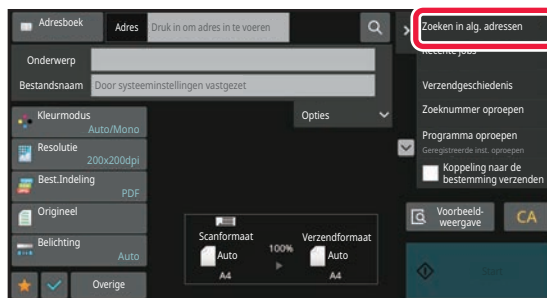 Adresboek
Adres
Druk in om adres in te voeren
Zoeken in alg. adressen
Recente jobs
Onderwerp
Bestandsnaam
Door systeeminstellingen vastgezet
Verzendgeschiedenis
Kleurmodus
Auto/Mono
Opties
Zoeknummer oproepen
Resolutie
200x200dpi
Programma oproepen
Geregistreerde inst. oproepen
Best.Indeling
PDF
Koppeling naar de
bestemming verzenden
Origineel
Voorbeeld-
weergave
CA
Belichting
Auto
Scanformaat
Auto
A4
100%
Verzendformaat
Auto
A4
Overige
Start